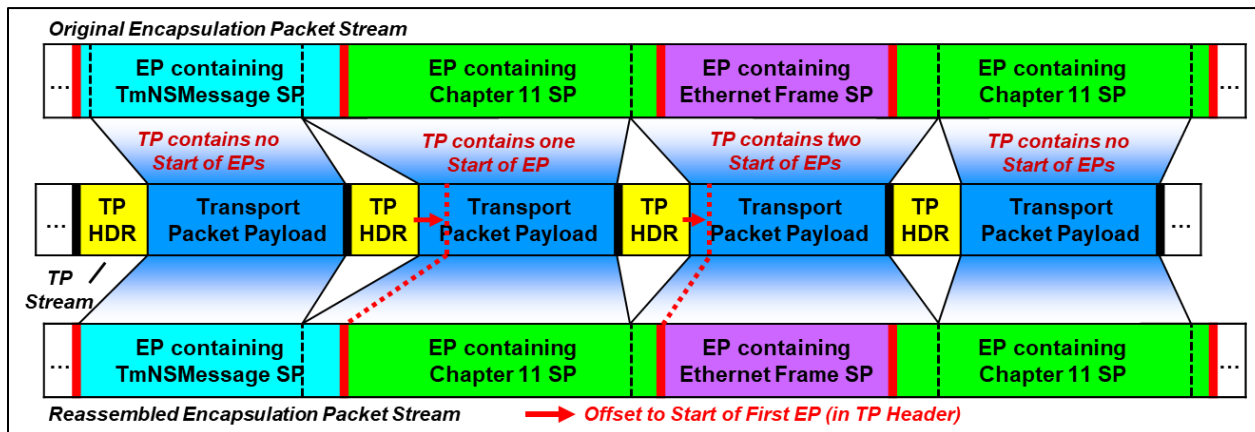 Original Encapsulation Packet Stream
...
EP containing
TmNSMessage SP
EP containing
Chapter 11 SP
EP containing
Ethernet Frame SP
EP containing
Chapter 11 SP
...
TP contains no
Start of EPs
TP contains one
Start of EP
TP contains two
Start of EPs
TP contains no
Start of EPs
...
TP
HDR
Transport
Packet Payload
TP
HDR
Transport
Packet Payload
TP
HDR
Transport
Packet Payload
TP
HDR
Transport
Packet Payload
...
TP
Stream
...
EP containing
TmNSMessage SP
EP containing
Chapter 11 SP
EP containing
Ethernet Frame SP
EP containing
Chapter 11 SP
...
Reassembled Encapsulation Packet Stream
Offset to Start of First EP (in TP Header)